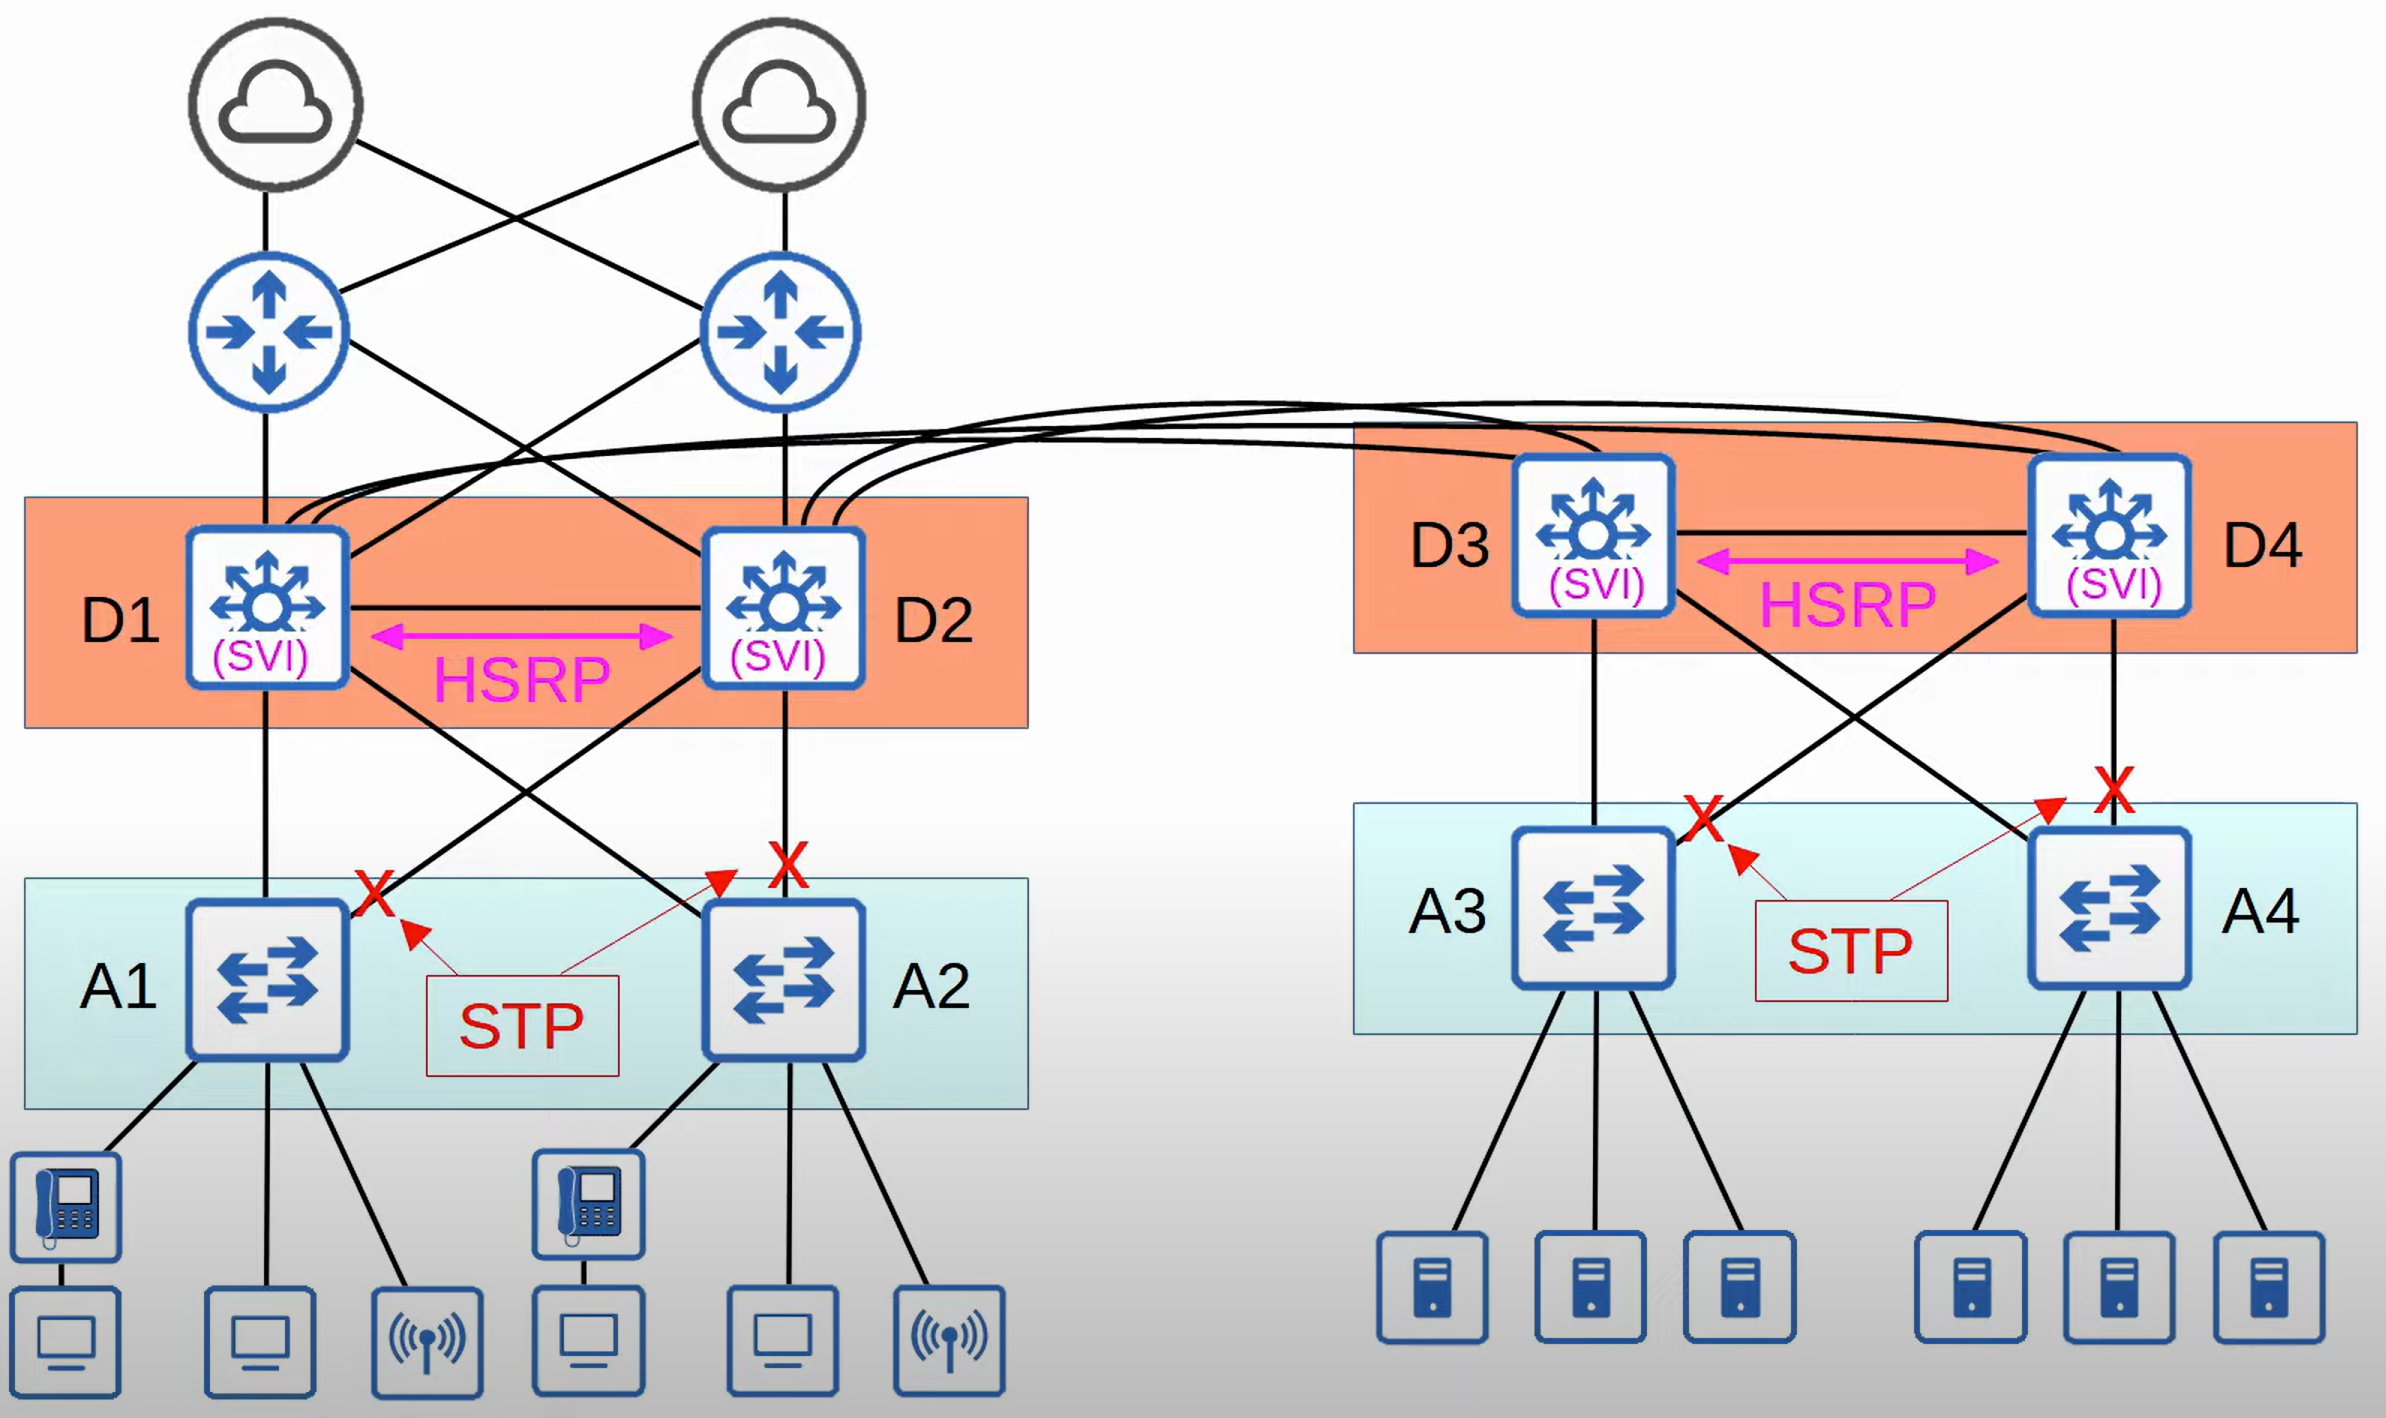 D3
(SVI)
HSRP
(SVI)
D4
D1
(SVI)
HSRP
(SVI)
D2
X
X
STP
A3
A4
X
X
STP
A1
A2